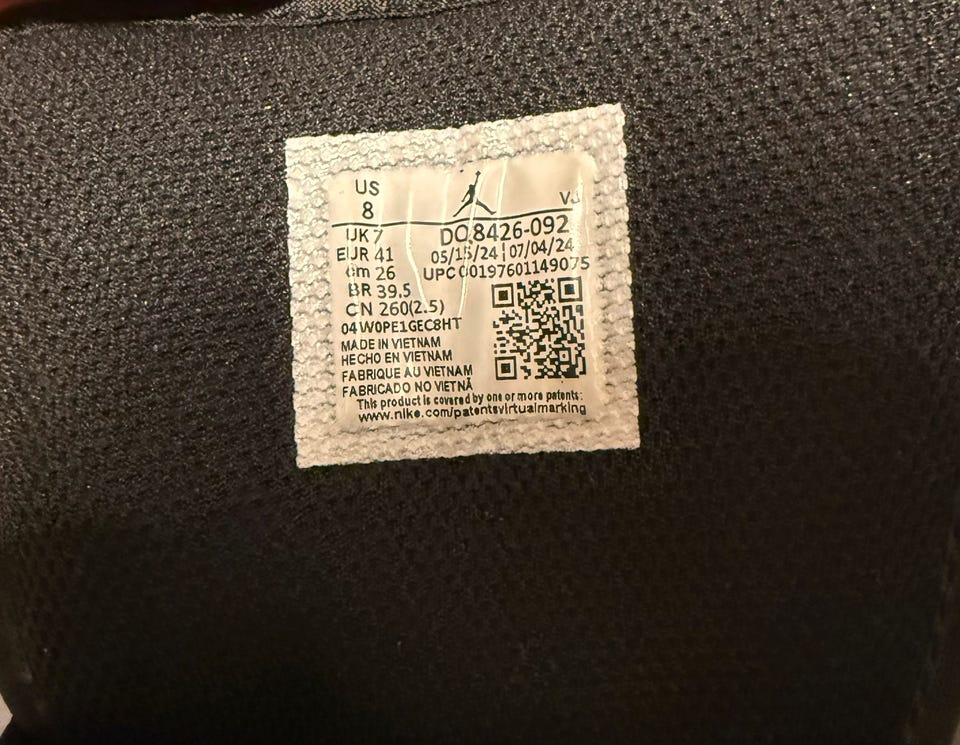 US
8
VJ
UK 7
DO8426-092
EUR 41
05/15/24 | 07/04/24
cm 26
UPC 00197601149075
BR 39.5
CN 260(2.5)
04W0PE1GEC8HT
MADE IN VIETNAM
HECHO EN VIETNAM
FABRIQUE AU VIETNAM
FABRICADO NO VIETNÃ
This product is covered by one or more patents:
www.nike.com/patentsvirtualmarking